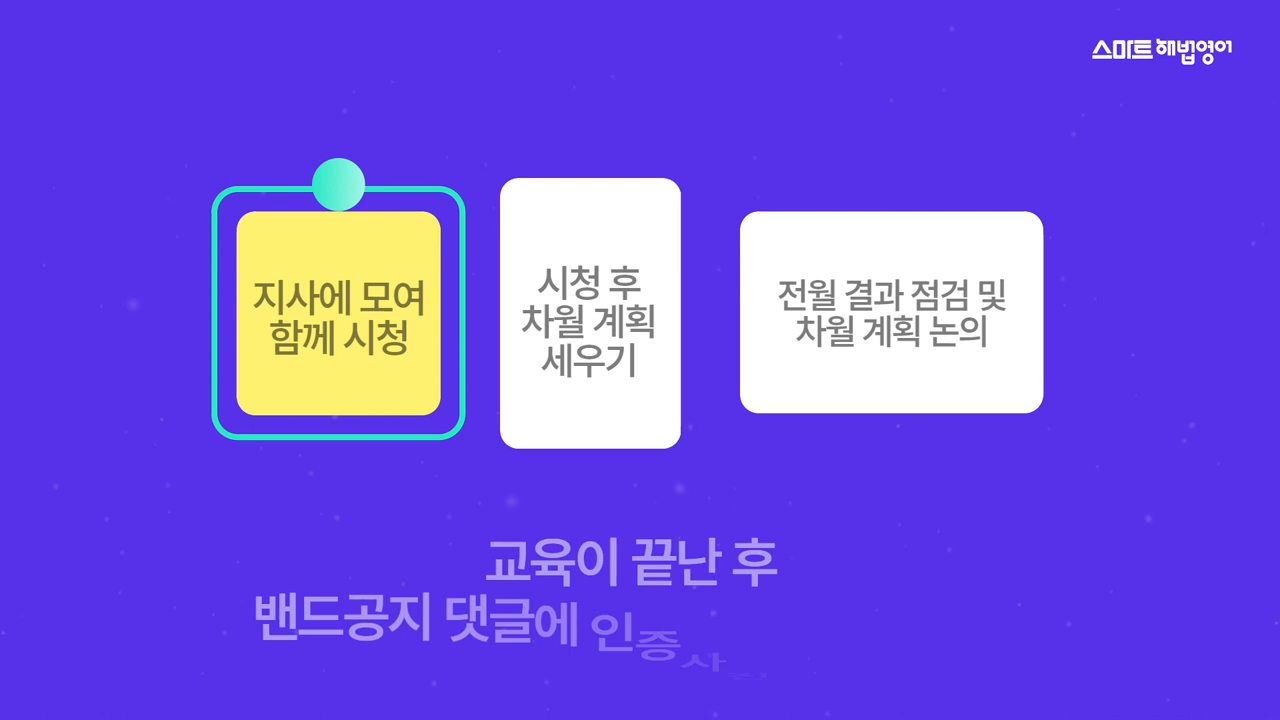 스마트해법영어
지사에 모여
함께 시청
시청 후
차월 계획
세우기
전월 결과 점검 및
차월 계획 논의
교육이 끝난 후
밴드공지 댓글에 인증